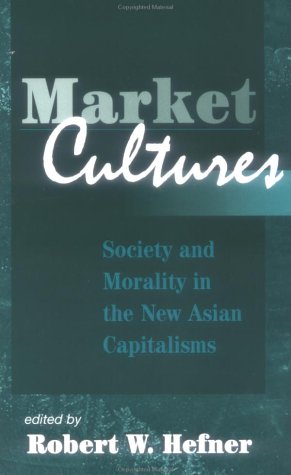 Market
Cultures
Society and
Morality in
the New Asian
Capitalisms
edited by
Robert W. Hefner